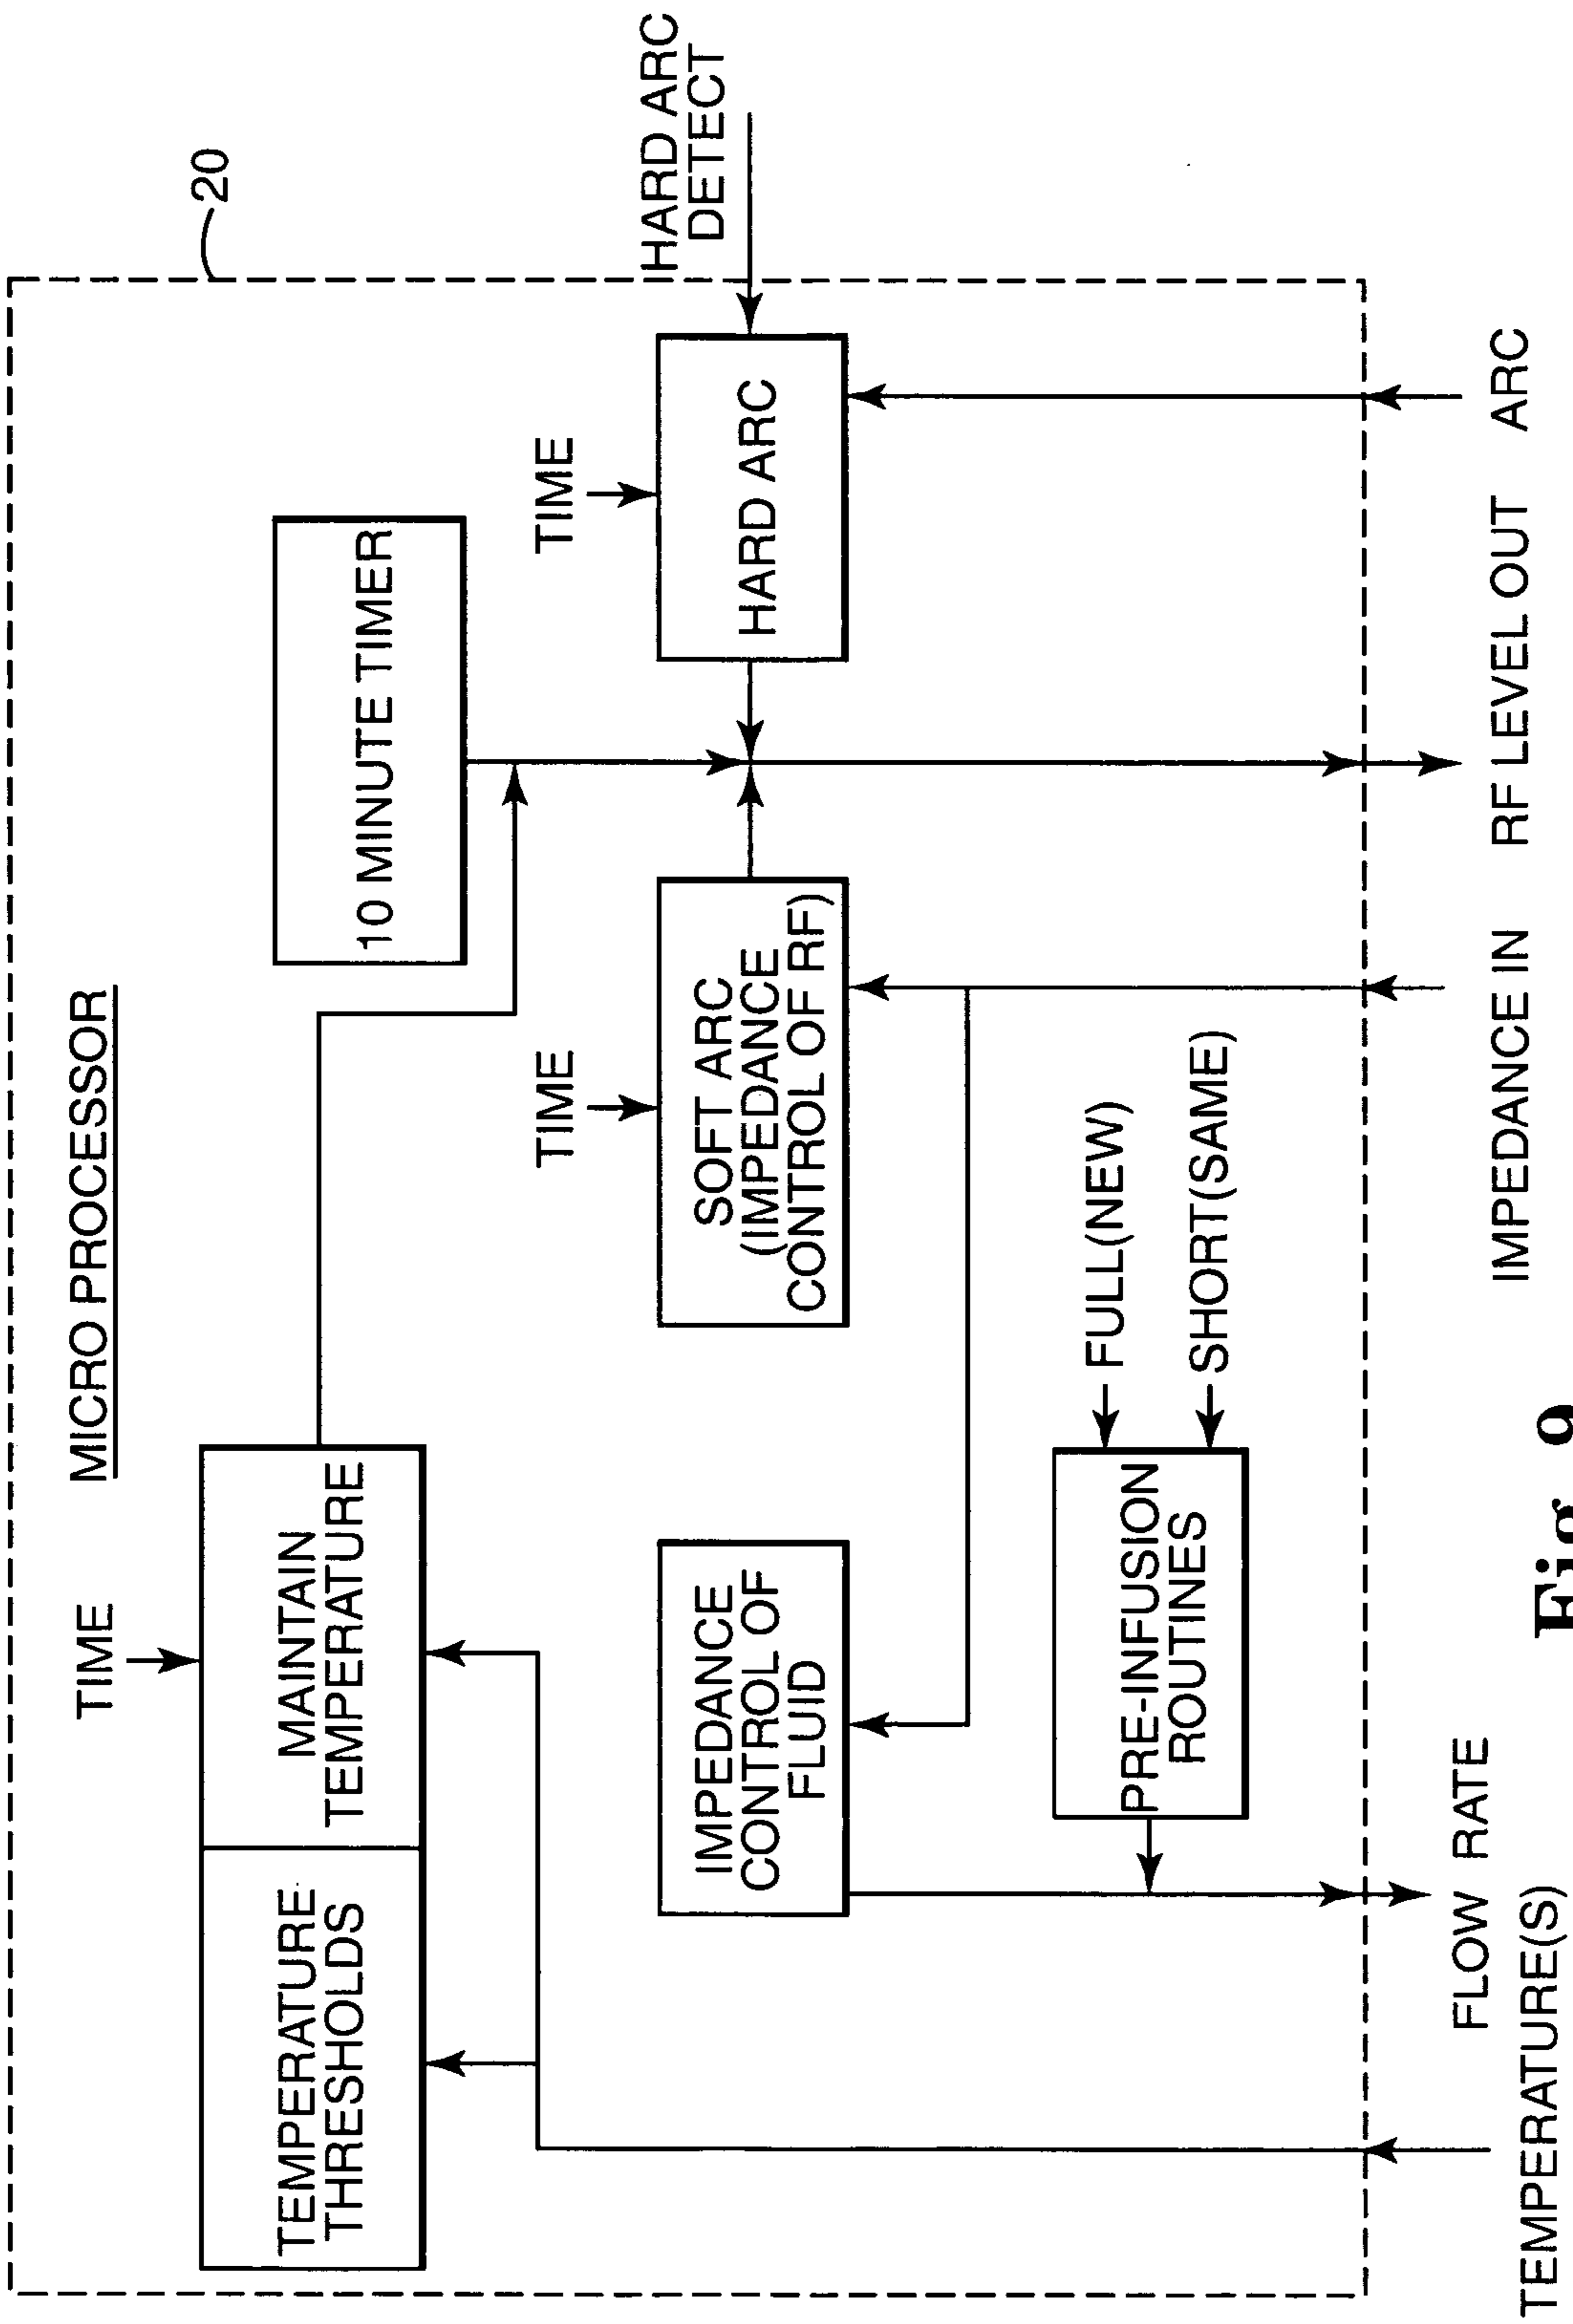 MICRO PROCESSOR
20
TIME
TEMPERATURE
THRESHOLDS
MAINTAIN
TEMPERATURE
10 MINUTE TIMER
TIME
TIME
HARD ARC
DETECT
IMPEDANCE
CONTROL OF
FLUID
SOFT ARC
(IMPEDANCE
CONTROL OF RF)
HARD ARC
PRE-INFUSION
ROUTINES
FULL(NEW)
SHORT(SAME)
FLOW RATE
TEMPERATURE(S)
IMPEDANCE IN
RF LEVEL OUT
ARC
Fig. 9